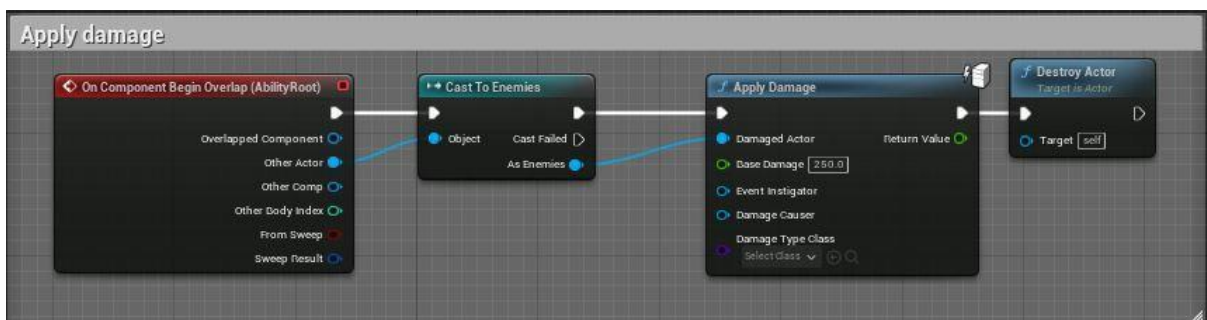 Apply damage
On Component Begin Overlap (AbilityRoot)
Overlapped Component
Other Actor
Other Comp
Other Body Index
From Sweep
Sweep Result
Cast To Enemies
Object
Cast Failed
As Enemies
f Apply Damage
Damaged Actor
Return Value
Base Damage 250.0
Event Instigator
Damage Causer
Damage Type Class
Select Class
f Destroy Actor
Target is Actor
Target self